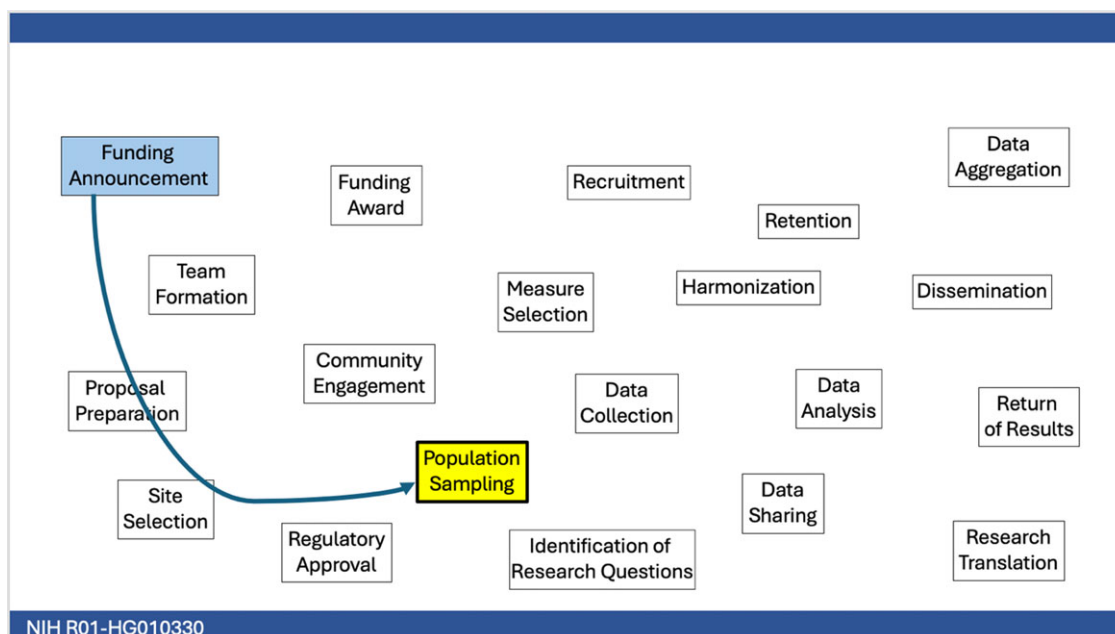 Funding
Announcement
Funding
Award
Recruitment
Data
Aggregation
Retention
Team
Formation
Measure
Selection
Harmonization
Dissemination
Proposal
Preparation
Community
Engagement
Data
Collection
Data
Analysis
Return
of Results
Population
Sampling
Site
Selection
Data
Sharing
Regulatory
Approval
Identification of
Research Questions
Research
Translation
NIH R01-HG010330